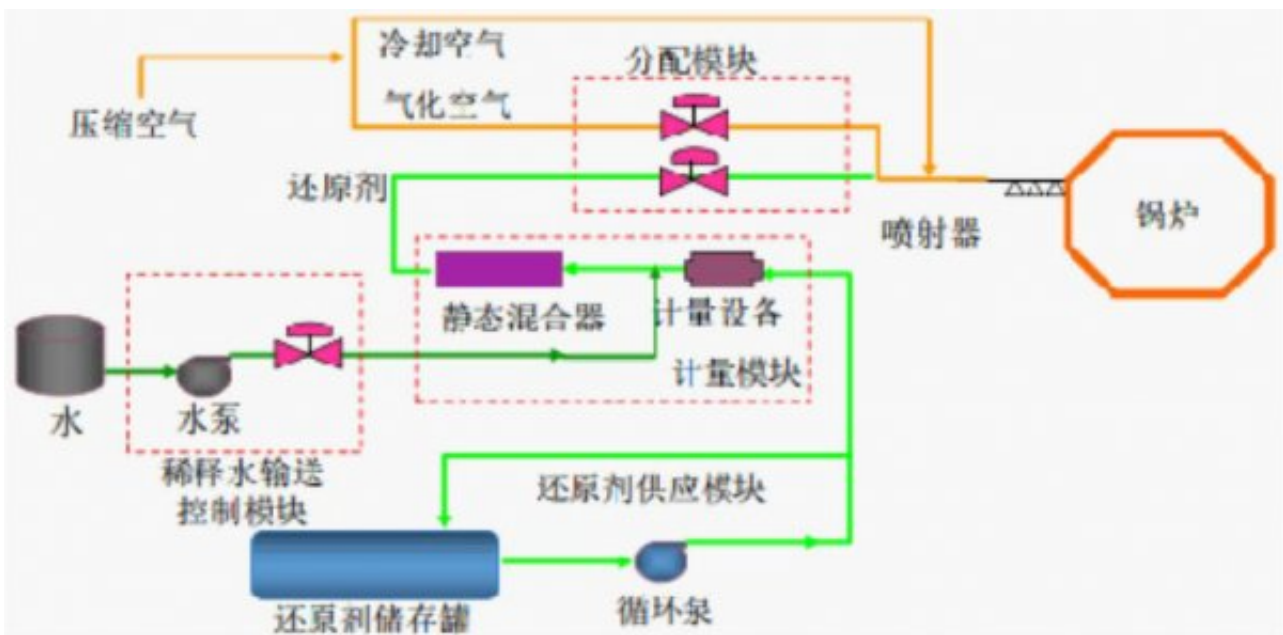 冷却空气
分配模块
压缩空气
气化空气
还原剂
喷射器
锅炉
静态混合器
计量设备
计量模块
水
水泵
稀释水输送
控制模块
还原剂供应模块
还原剂储存罐
循环泵